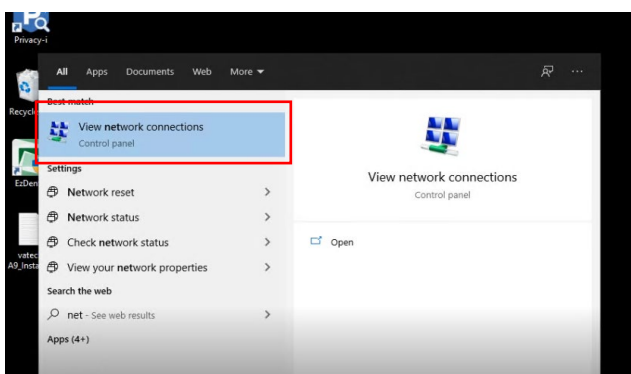 Privacy-i
All Apps Documents Web More
Recycle
Best match
View network connections
Control panel
EzDen
Settings
Network reset
Network status
Check network status
View your network properties
vatec
A9_Insta
Search the web
net - See web results
Apps (4+)
View network connections
Control panel
Open